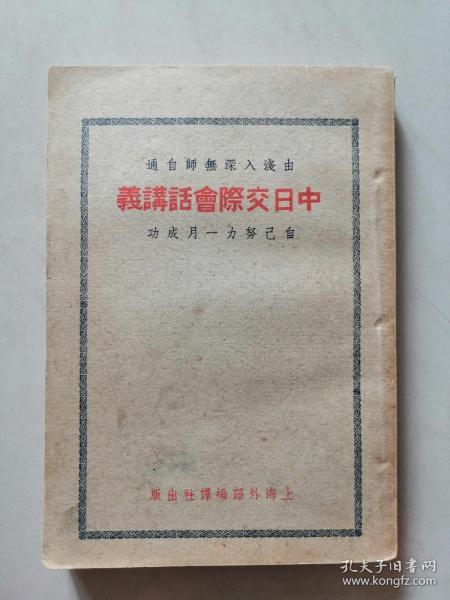 由淺入深無師自通
中日交際會話講義
自己努力一月成功
上海外語編譯社出版
孔夫子旧书网
www.kongfz.com